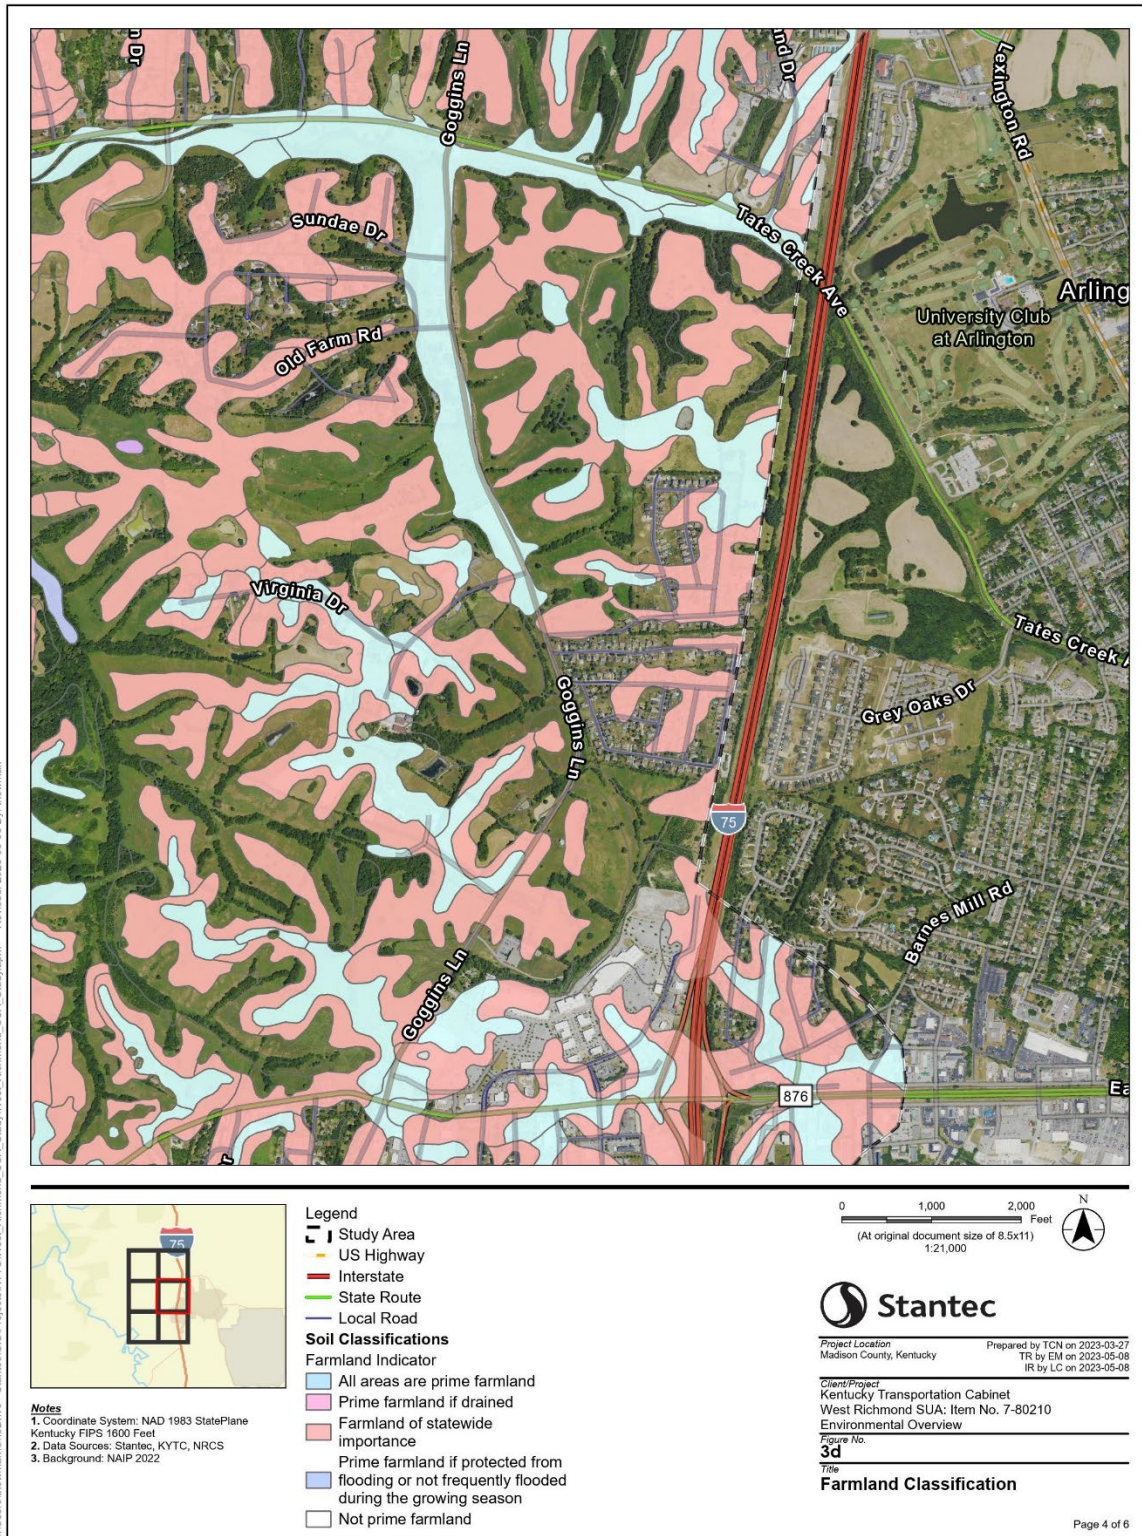 n Dr
Goggins Ln
nd Dr
Lexington Rd
Sundae Dr
Tates Creek Ave
Arling
University Club
at Arlington
Old Farm Rd
Virginia Dr
Tates Creek A
Goggins Ln
Grey Oaks Dr
75
Barnes Mill Rd
Goggins Ln
876
Ea
r
75
Notes
1. Coordinate System: NAD 1983 StatePlane
Kentucky FIPS 1600 Feet
2. Data Sources: Stantec, KYTC, NRCS
3. Background: NAIP 2022
Legend
Study Area
US Highway
Interstate
State Route
Local Road
Soil Classifications
Farmland Indicator
All areas are prime farmland
Prime farmland if drained
Farmland of statewide
importance
Prime farmland if protected from
flooding or not frequently flooded
during the growing season
Not prime farmland
0 1,000 2,000
Feet
(At original document size of 8.5x11)
1:21,000
N
Stantec
Project Location
Madison County, Kentucky
Prepared by TCN on 2023-03-27
TR by EM on 2023-05-08
IR by LC on 2023-05-08
Client/Project
Kentucky Transportation Cabinet
West Richmond SUA: Item No. 7-80210
Environmental Overview
Figure No.
3d
Title
Farmland Classification
Page 4 of 6